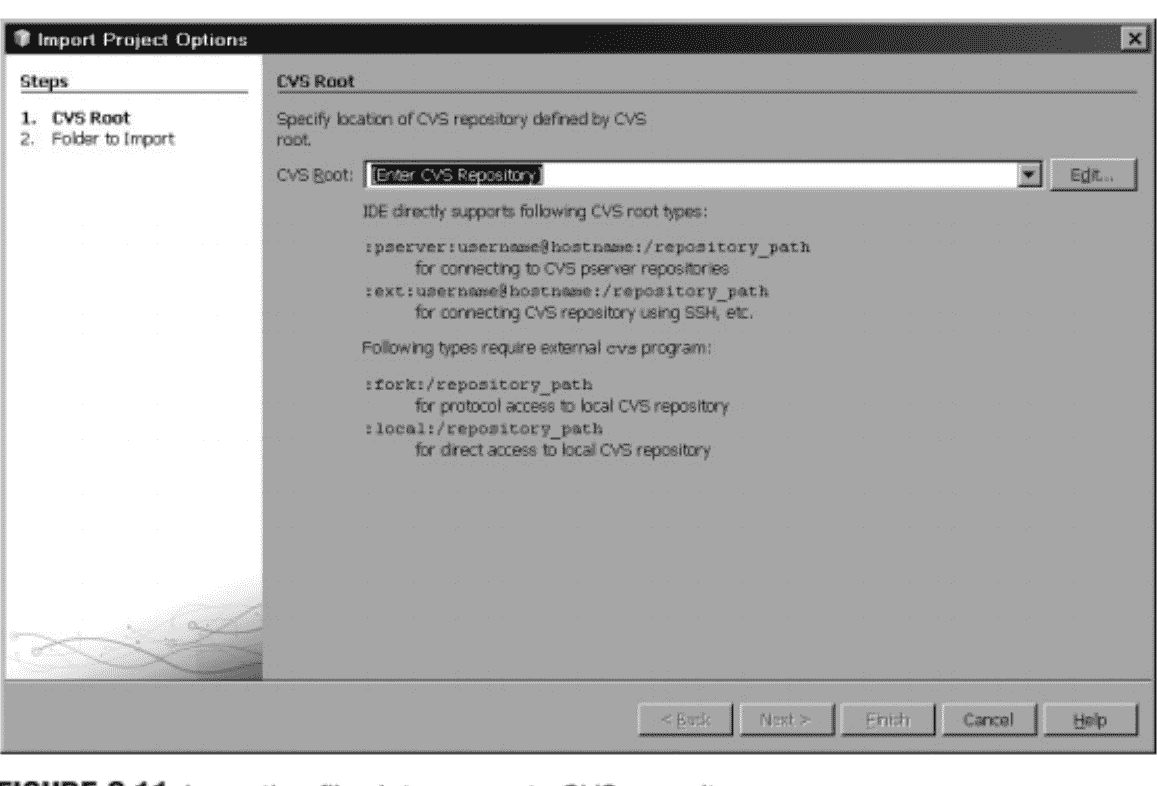 Import Project Options
Steps
1. CVS Root
2. Folder to Import
CVS Root
Specify location of CVS repository defined by CVS
root.
CVS Root: (Enter CVS Repository) Edit...
IDE directly supports following CVS root types:
:pserver:username@hostname:/repository_path
for connecting to CVS pserver repositories
:ext:username@hostname:/repository_path
for connecting CVS repository using SSH, etc.
Following types require external cvs program:
:fork:/repository_path
for protocol access to local CVS repository
:local:/repository_path
for direct access to local CVS repository
< Back Next > Finish Cancel Help